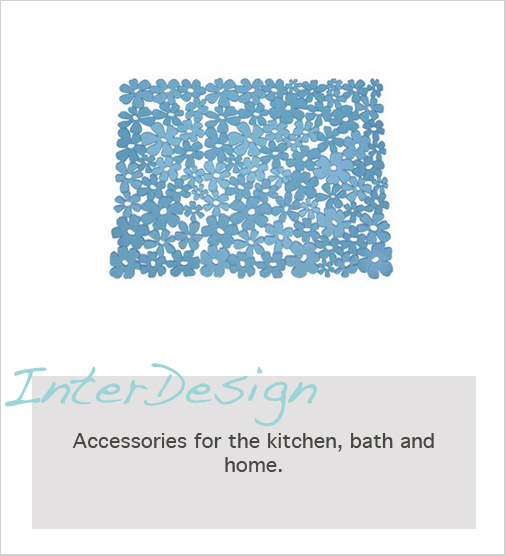 InterDesign
Accessories for the kitchen, bath and
home.